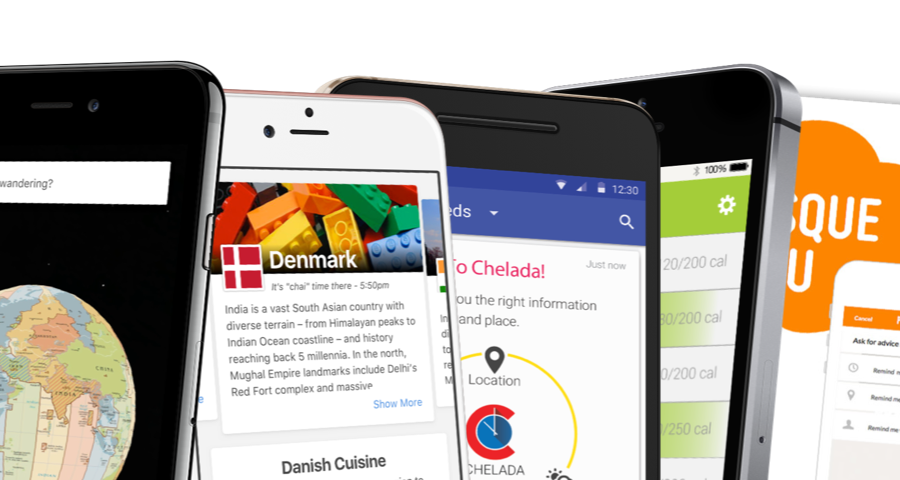 wandering?
Denmark
It's "chai" time there - 5:50pm
India is a vast South Asian country with
diverse terrain – from Himalayan peaks to
Indian Ocean coastline – and history
reaching back 5 millennia. In the north,
Mughal Empire landmarks include Delhi's
Red Fort complex and massive
Show More
Danish Cuisine
12:30
eds
To Chelada!
Just now
ou the right information
and place.
Location
CHELADA
100%
20/200 cal
80/200 cal
0/200 cal
/250 cal
SQUE
U
Cancel
Ask for advice
Remind me
Remind me
Remind me